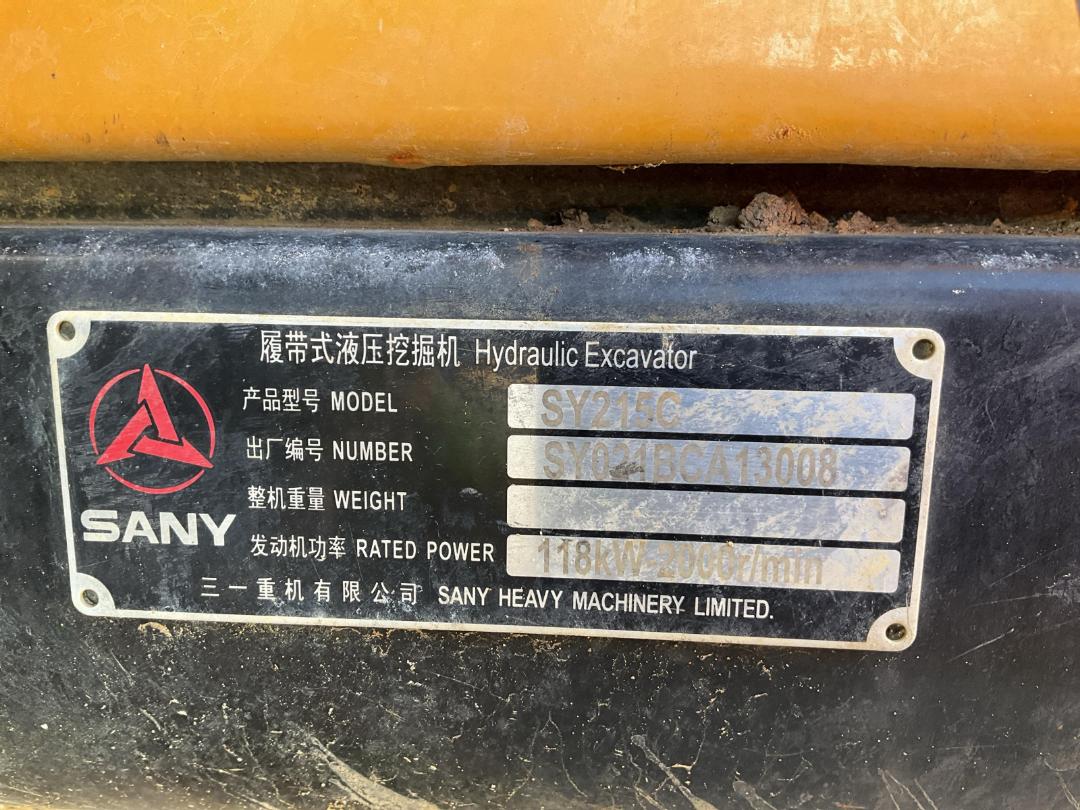 履带式液压挖掘机 Hydraulic Excavator
产品型号 MODEL SY215C
出厂编号 NUMBER SY021BCA13008
整机重量 WEIGHT
发动机功率 RATED POWER 118kW-2000r/min
SANY
三一重机有限公司 SANY HEAVY MACHINERY LIMITED.